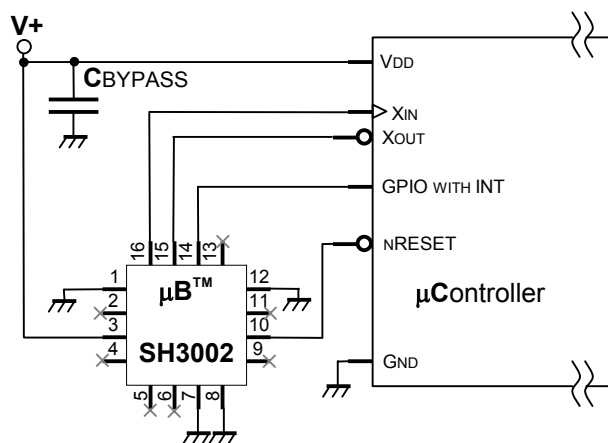 V+
CBYPASS
VDD
XIN
XOUT
GPIO WITH INT
NRESET
µController
GND
16 15 14 13
1 µB™ 12
2 11
3 10
SH3002
4 9
5 6 7 8